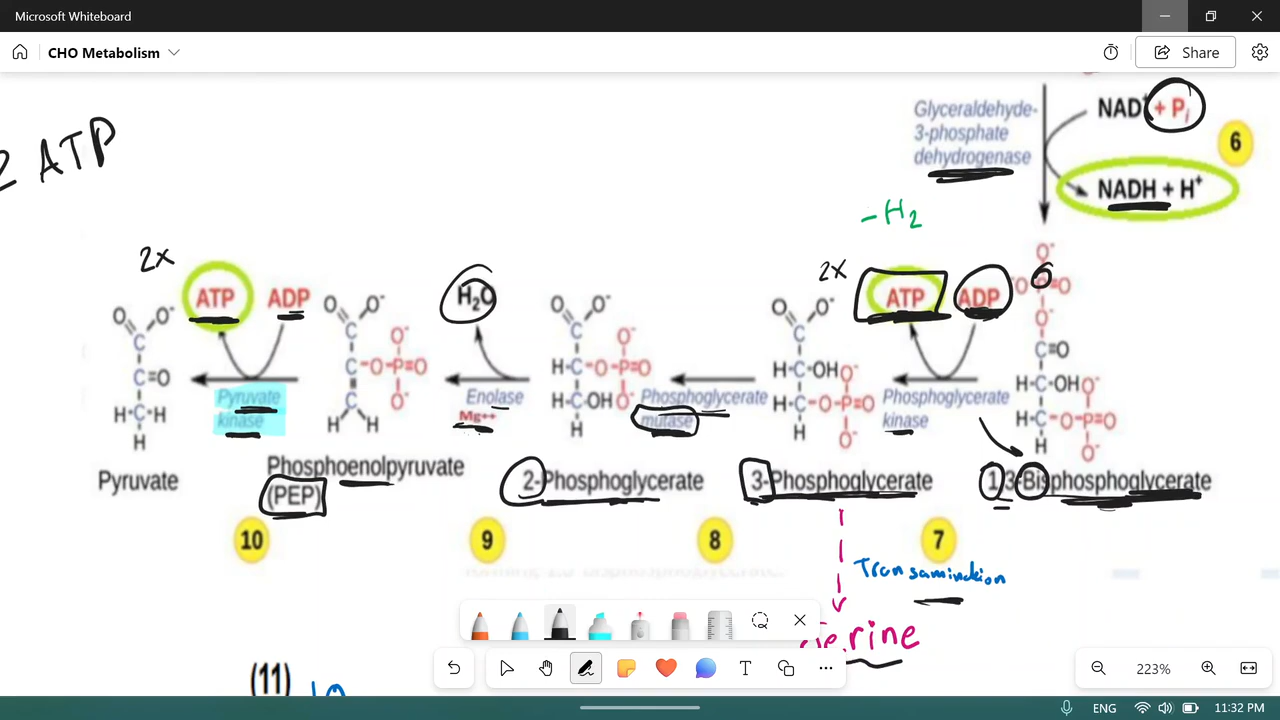 Microsoft Whiteboard
CHO Metabolism
Share
2 ATP
Glyceraldehyde-
3-phosphate
dehydrogenase
NAD⁺ + Pᵢ
6
NADH + H⁺
-H₂
2x
ATP
ADP
H₂O
2x
ATP
ADP
Pyruvate
kinase
Enolase
Mg++
Phosphoglycerate
mutase
Phosphoglycerate
kinase
Pyruvate
Phosphoenolpyruvate
(PEP)
2-Phosphoglycerate
3-Phosphoglycerate
1,3-Bisphosphoglycerate
10
9
8
7
Transamination
Serine
(11)
223%
ENG
11:32 PM